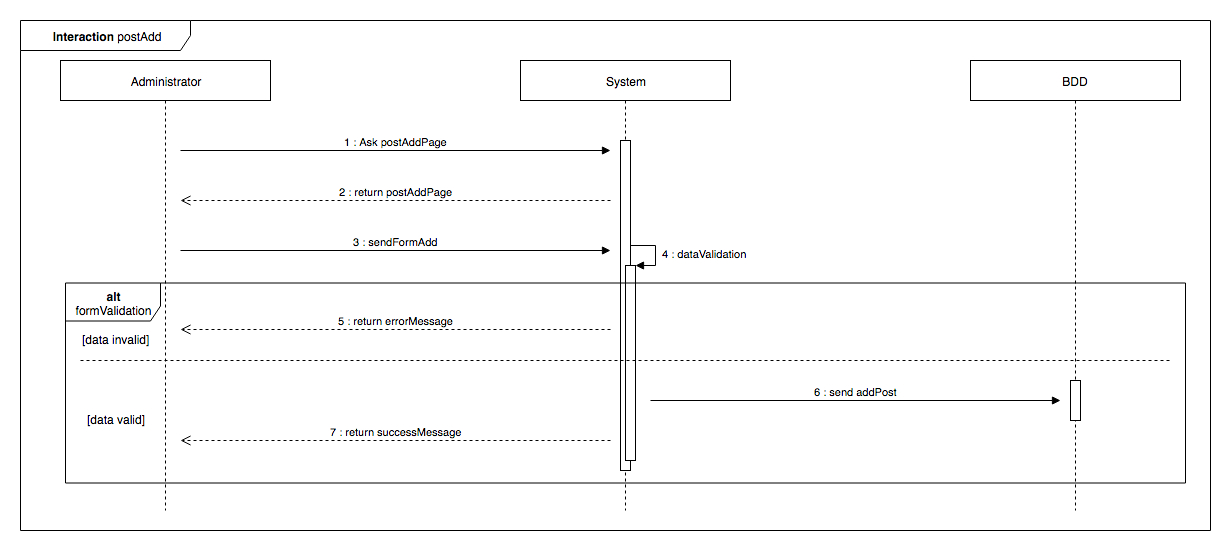 Interaction postAdd
Administrator
System
BDD
1 : Ask postAddPage
2 : return postAddPage
3 : sendFormAdd
4 : dataValidation
alt
formValidation
5 : return errorMessage
[data invalid]
6 : send addPost
[data valid]
7 : return successMessage